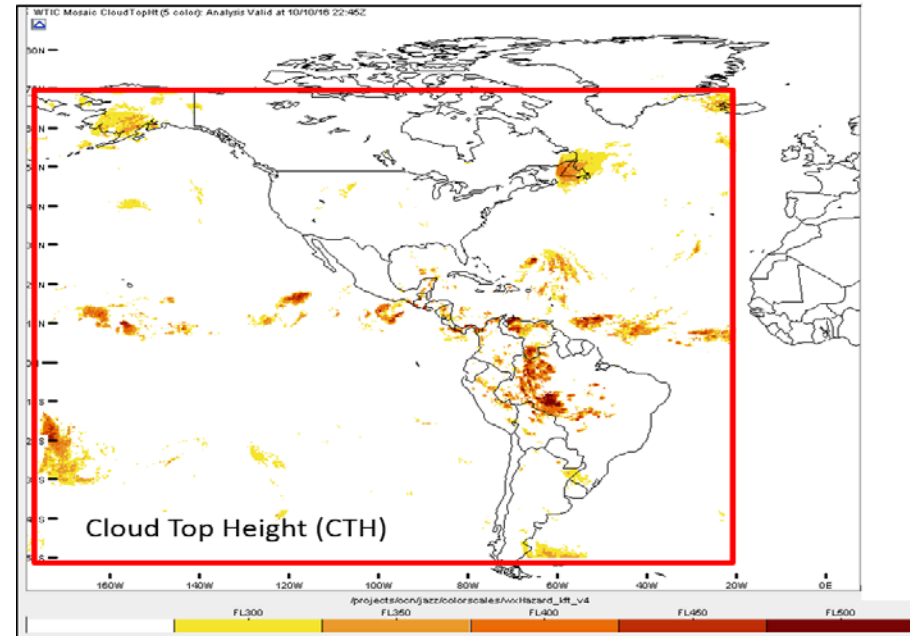 WTIC Mosaic CloudTopHt (5 color): Analysis Valid at 10/10/16 22:45Z
Cloud Top Height (CTH)
160W 140W 120W 100W 80W 60W 40W 20W 0E
/projects/ocn/jazz/colorscales/wxHazard_kft_v4
FL300 FL350 FL400 FL450 FL500